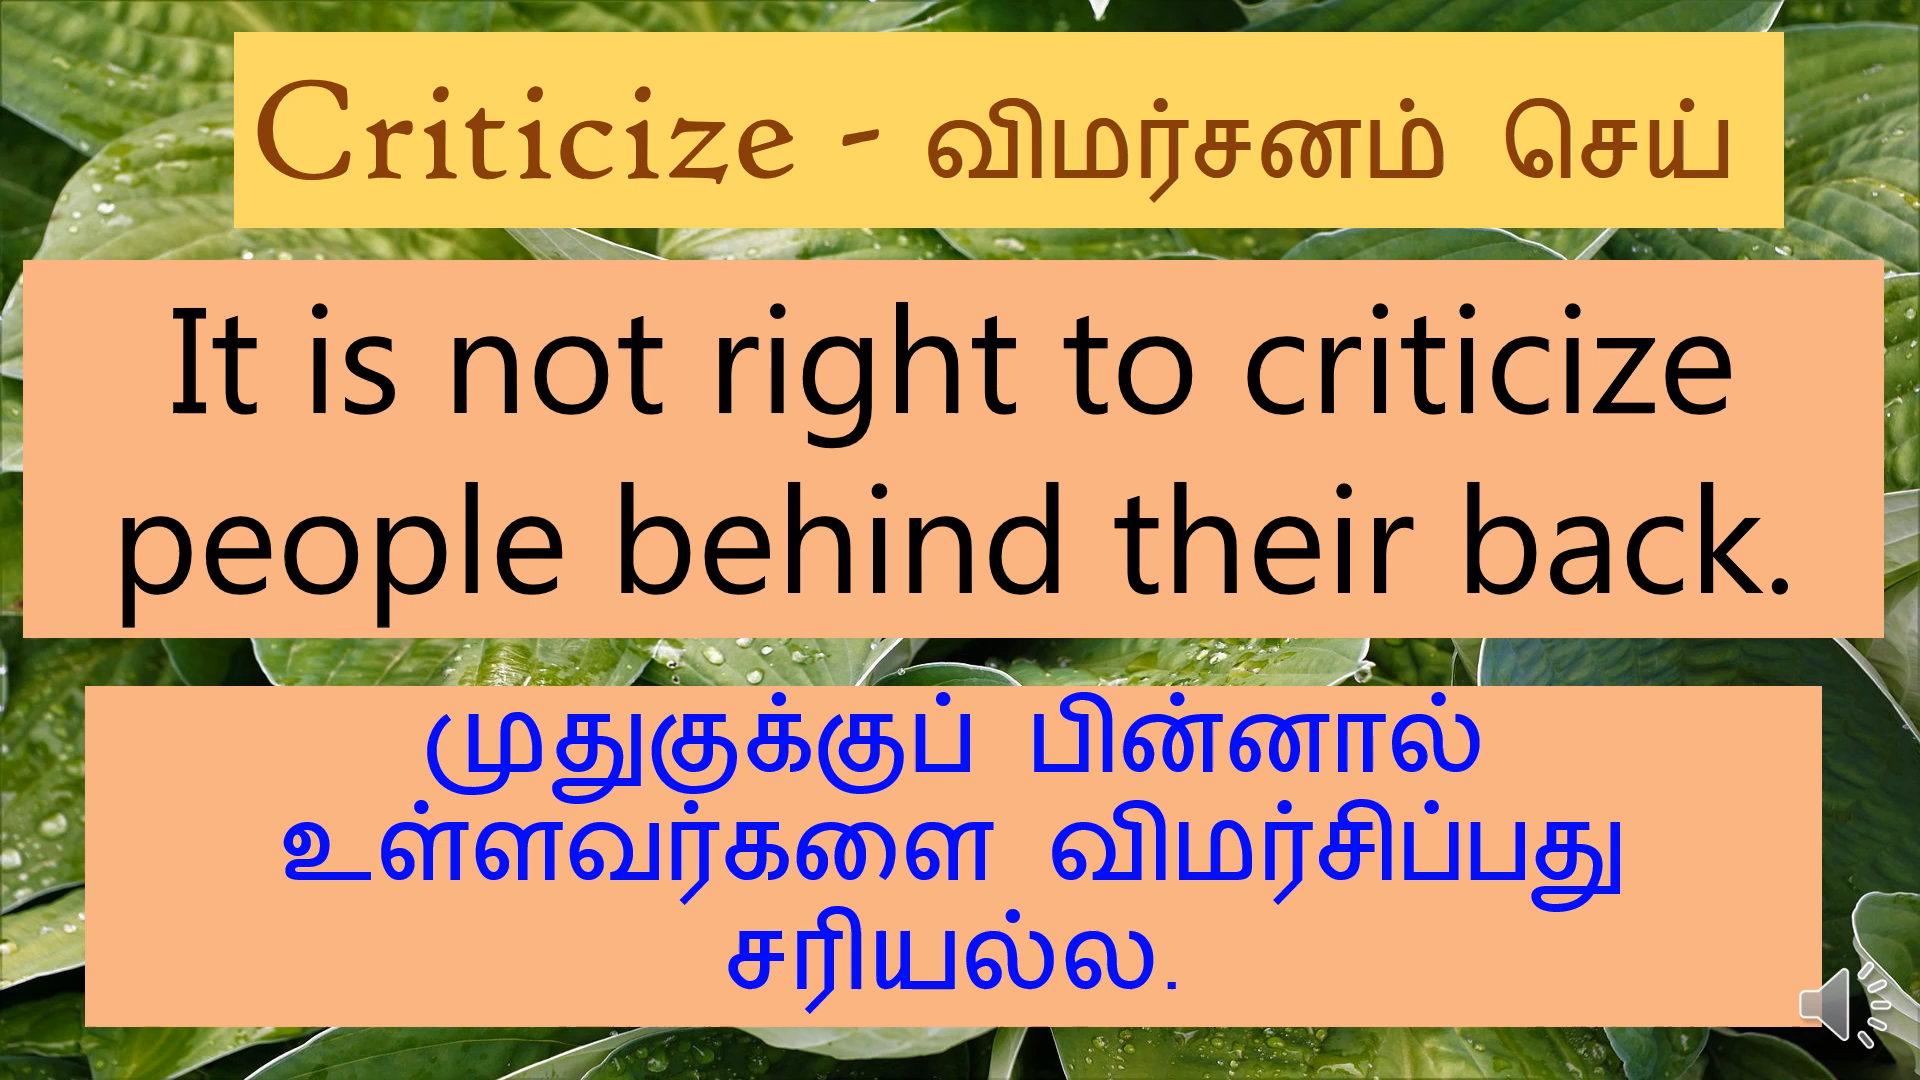 Criticize - விமர்சனம் செய்
It is not right to criticize
people behind their back.
முதுகுக்குப் பின்னால்
உள்ளவர்களை விமர்சிப்பது
சரியல்ல.